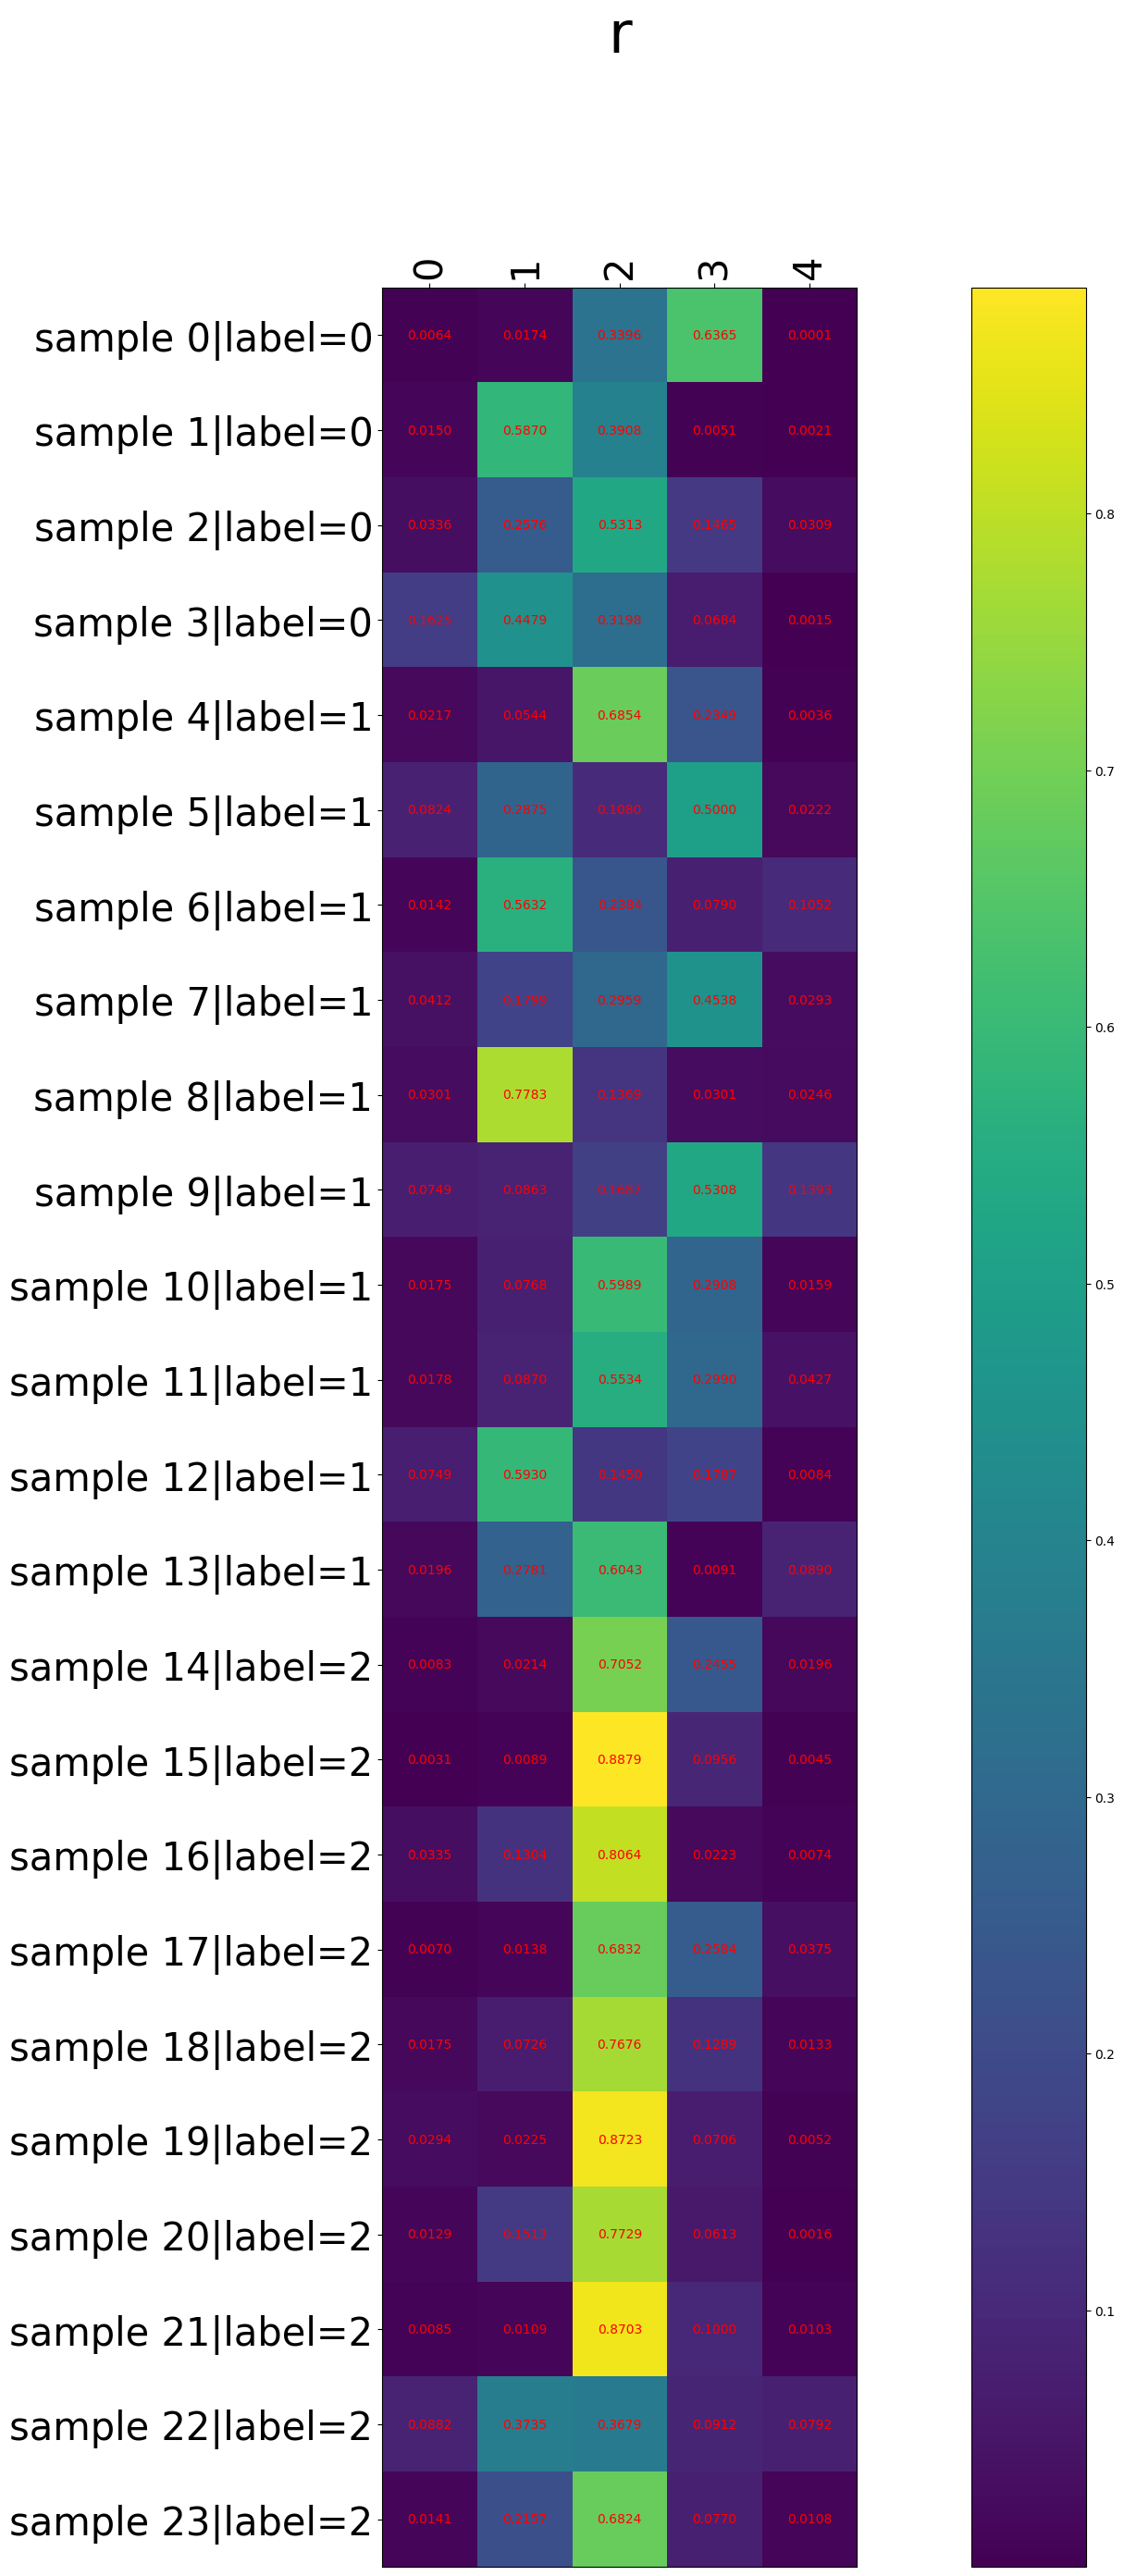 r
0 1 2 3 4
sample 0|label=0 0.0064 0.0174 0.3396 0.6365 0.0001
sample 1|label=0 0.0150 0.5870 0.3908 0.0051 0.0021
sample 2|label=0 0.0336 0.2576 0.5313 0.1465 0.0309
0.8
sample 3|label=0 0.1625 0.4479 0.3198 0.0684 0.0015
sample 4|label=1 0.0217 0.0544 0.6854 0.2349 0.0036
0.7
sample 5|label=1 0.0824 0.2875 0.1080 0.5000 0.0222
sample 6|label=1 0.0142 0.5632 0.2384 0.0790 0.1052
sample 7|label=1 0.0412 0.1799 0.2959 0.4538 0.0293
0.6
sample 8|label=1 0.0301 0.7783 0.1369 0.0301 0.0246
sample 9|label=1 0.0749 0.0863 0.1687 0.5308 0.1393
sample 10|label=1 0.0175 0.0768 0.5989 0.2908 0.0159
0.5
sample 11|label=1 0.0178 0.0870 0.5534 0.2990 0.0427
sample 12|label=1 0.0749 0.5930 0.1450 0.1787 0.0084
0.4
sample 13|label=1 0.0196 0.2781 0.6043 0.0091 0.0890
sample 14|label=2 0.0083 0.0214 0.7052 0.2455 0.0196
sample 15|label=2 0.0031 0.0089 0.8879 0.0956 0.0045
0.3
sample 16|label=2 0.0335 0.1304 0.8064 0.0223 0.0074
sample 17|label=2 0.0070 0.0138 0.6832 0.2584 0.0375
sample 18|label=2 0.0175 0.0726 0.7676 0.1289 0.0133
0.2
sample 19|label=2 0.0294 0.0225 0.8723 0.0706 0.0052
sample 20|label=2 0.0129 0.1513 0.7729 0.0613 0.0016
0.1
sample 21|label=2 0.0085 0.0109 0.8703 0.1000 0.0103
sample 22|label=2 0.0882 0.3735 0.3679 0.0912 0.0792
sample 23|label=2 0.0141 0.2157 0.6824 0.0770 0.0108